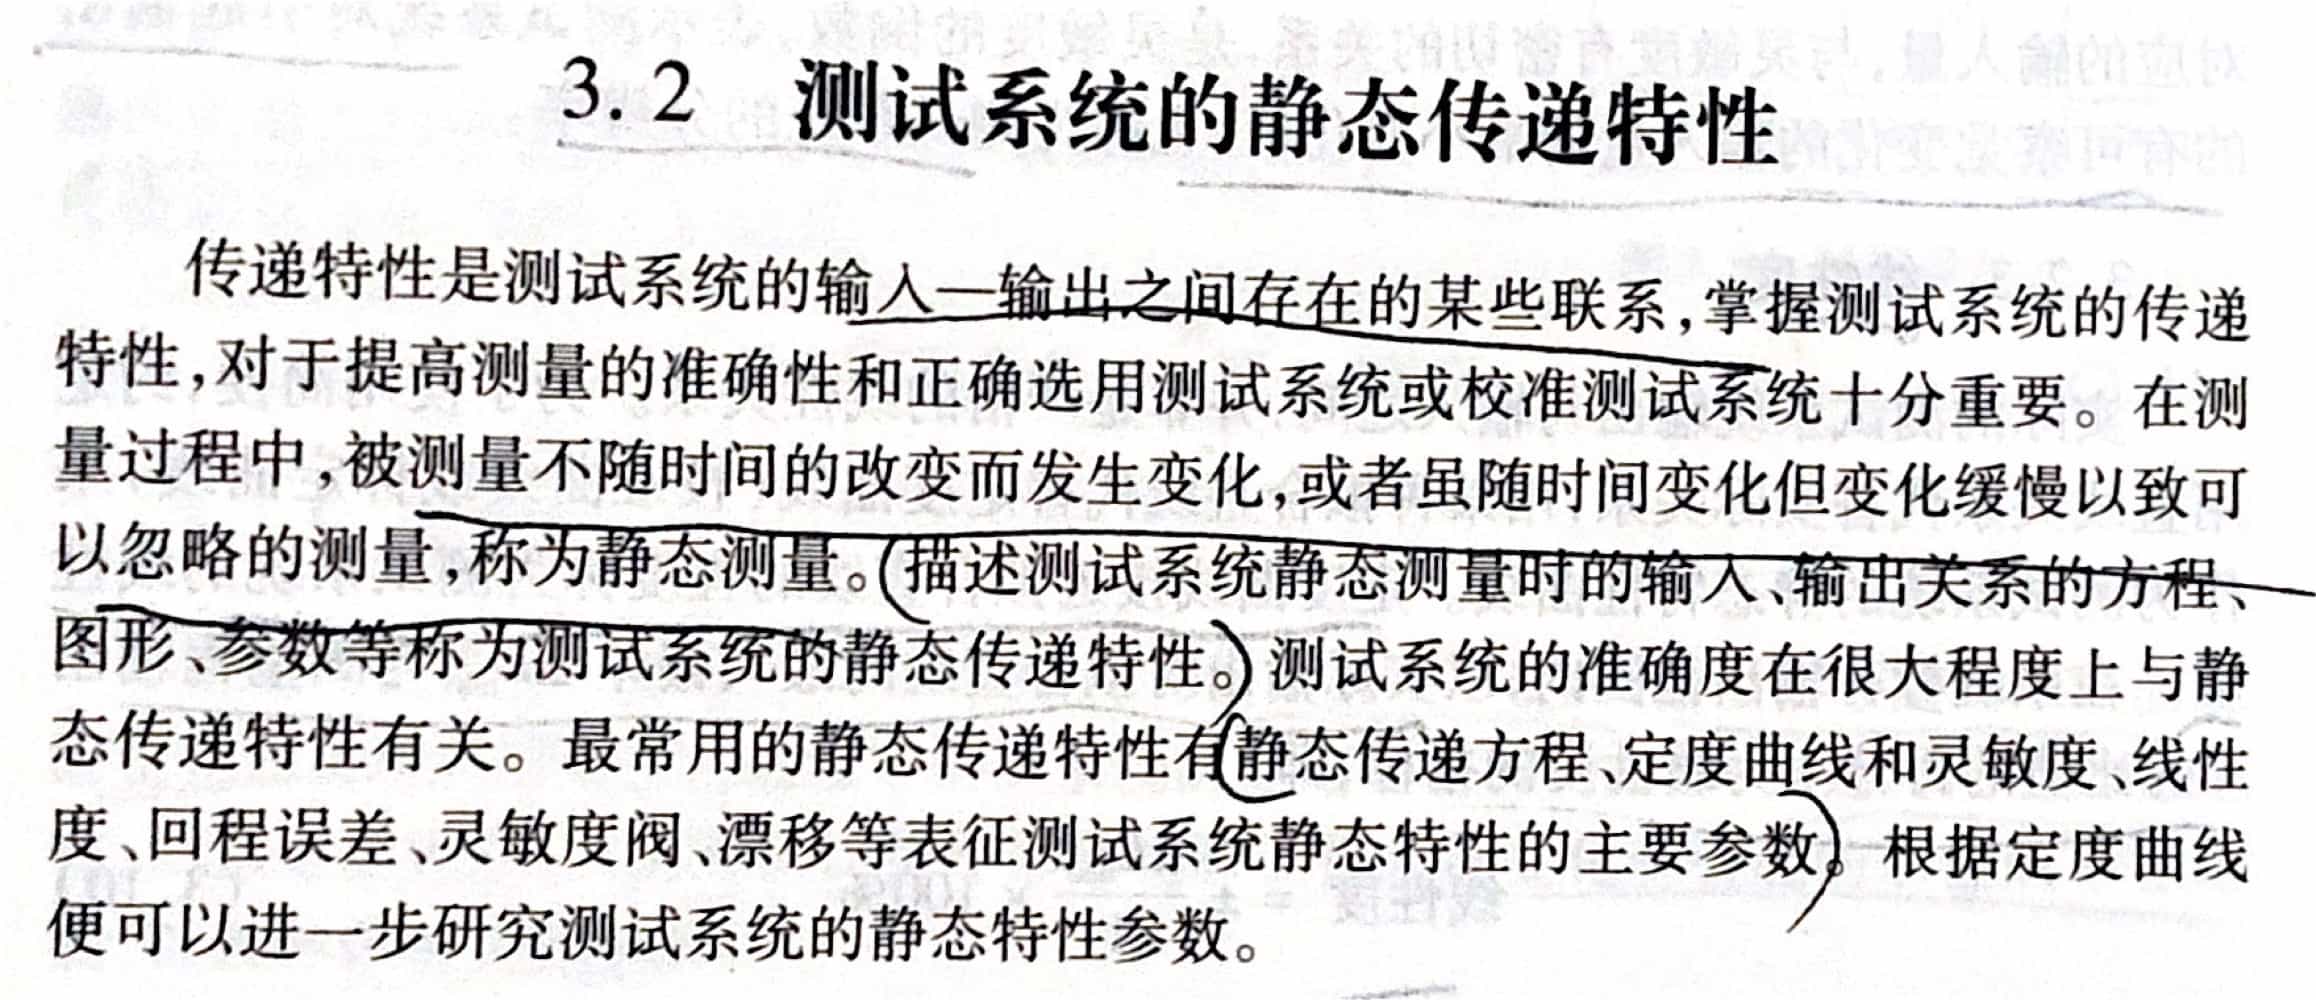 3.2 测试系统的静态传递特性
传递特性是测试系统的输入—输出之间存在的某些联系,掌握测试系统的传递
特性,对于提高测量的准确性和正确选用测试系统或校准测试系统十分重要。在测
量过程中,被测量不随时间的改变而发生变化,或者虽随时间变化但变化缓慢以致可
以忽略的测量,称为静态测量。(描述测试系统静态测量时的输入、输出关系的方程、
图形、参数等称为测试系统的静态传递特性。)测试系统的准确度在很大程度上与静
态传递特性有关。最常用的静态传递特性有(静态传递方程、定度曲线和灵敏度、线性
度、回程误差、灵敏度阀、漂移等表征测试系统静态特性的主要参数)。根据定度曲线
便可以进一步研究测试系统的静态特性参数。